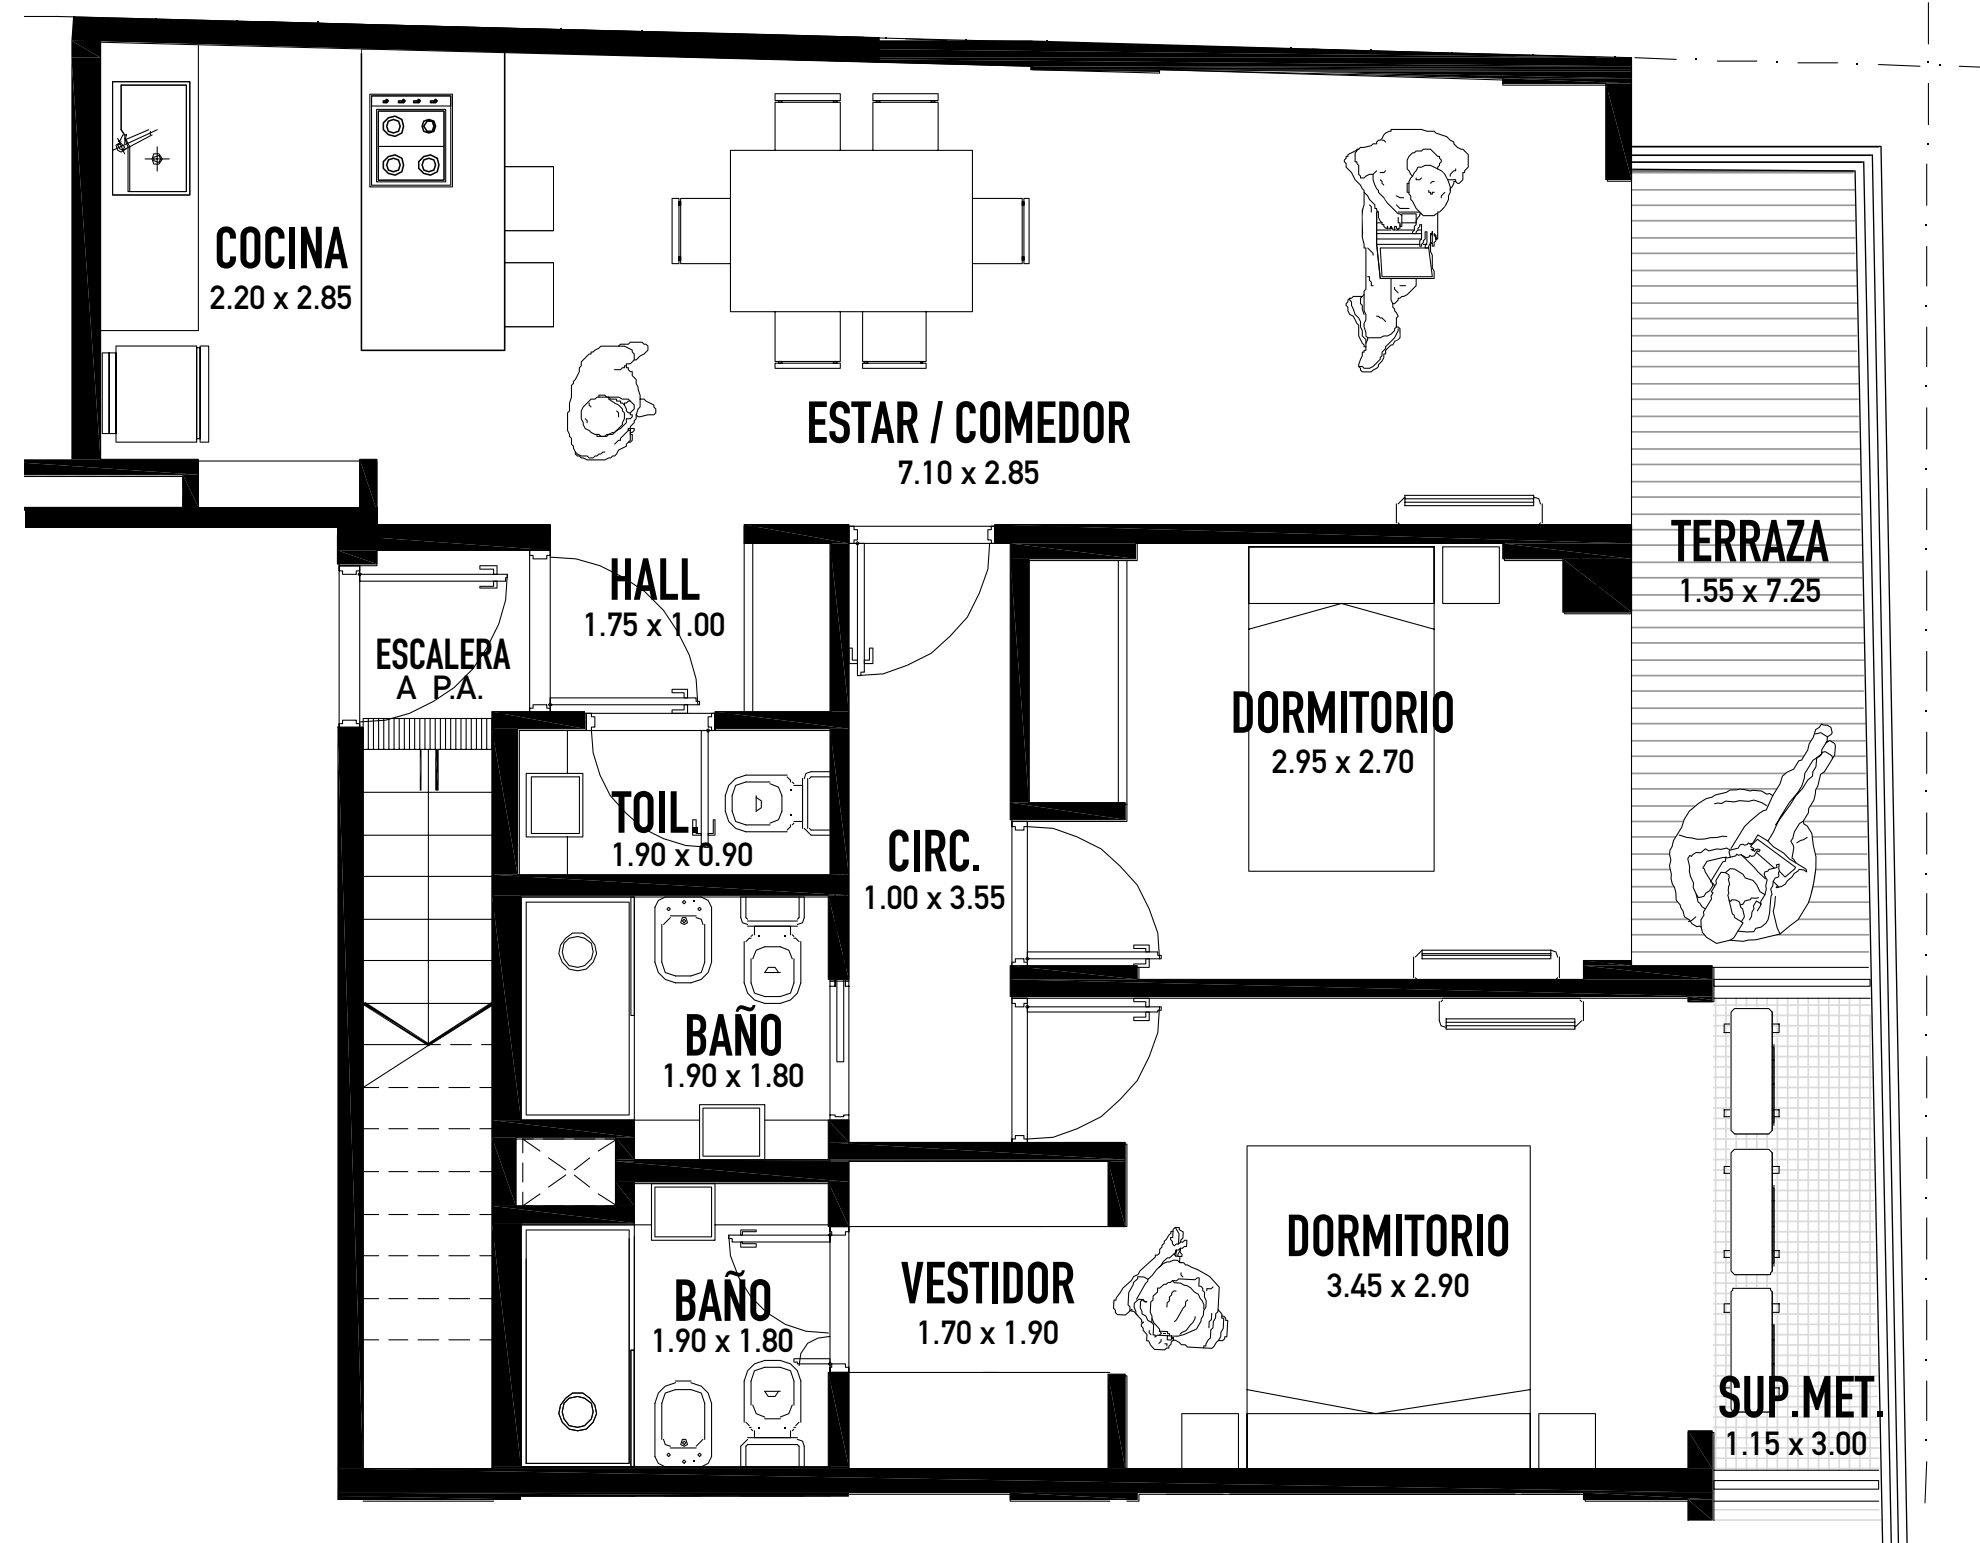 COCINA
2.20 x 2.85
ESTAR / COMEDOR
7.10 x 2.85
TERRAZA
1.55 x 7.25
HALL
1.75 x 1.00
ESCALERA
A P.A.
DORMITORIO
2.95 x 2.70
TOIL.
1.90 x 0.90
CIRC.
1.00 x 3.55
BAÑO
1.90 x 1.80
DORMITORIO
3.45 x 2.90
VESTIDOR
1.70 x 1.90
BAÑO
1.90 x 1.80
SUP.MET.
1.15 x 3.00